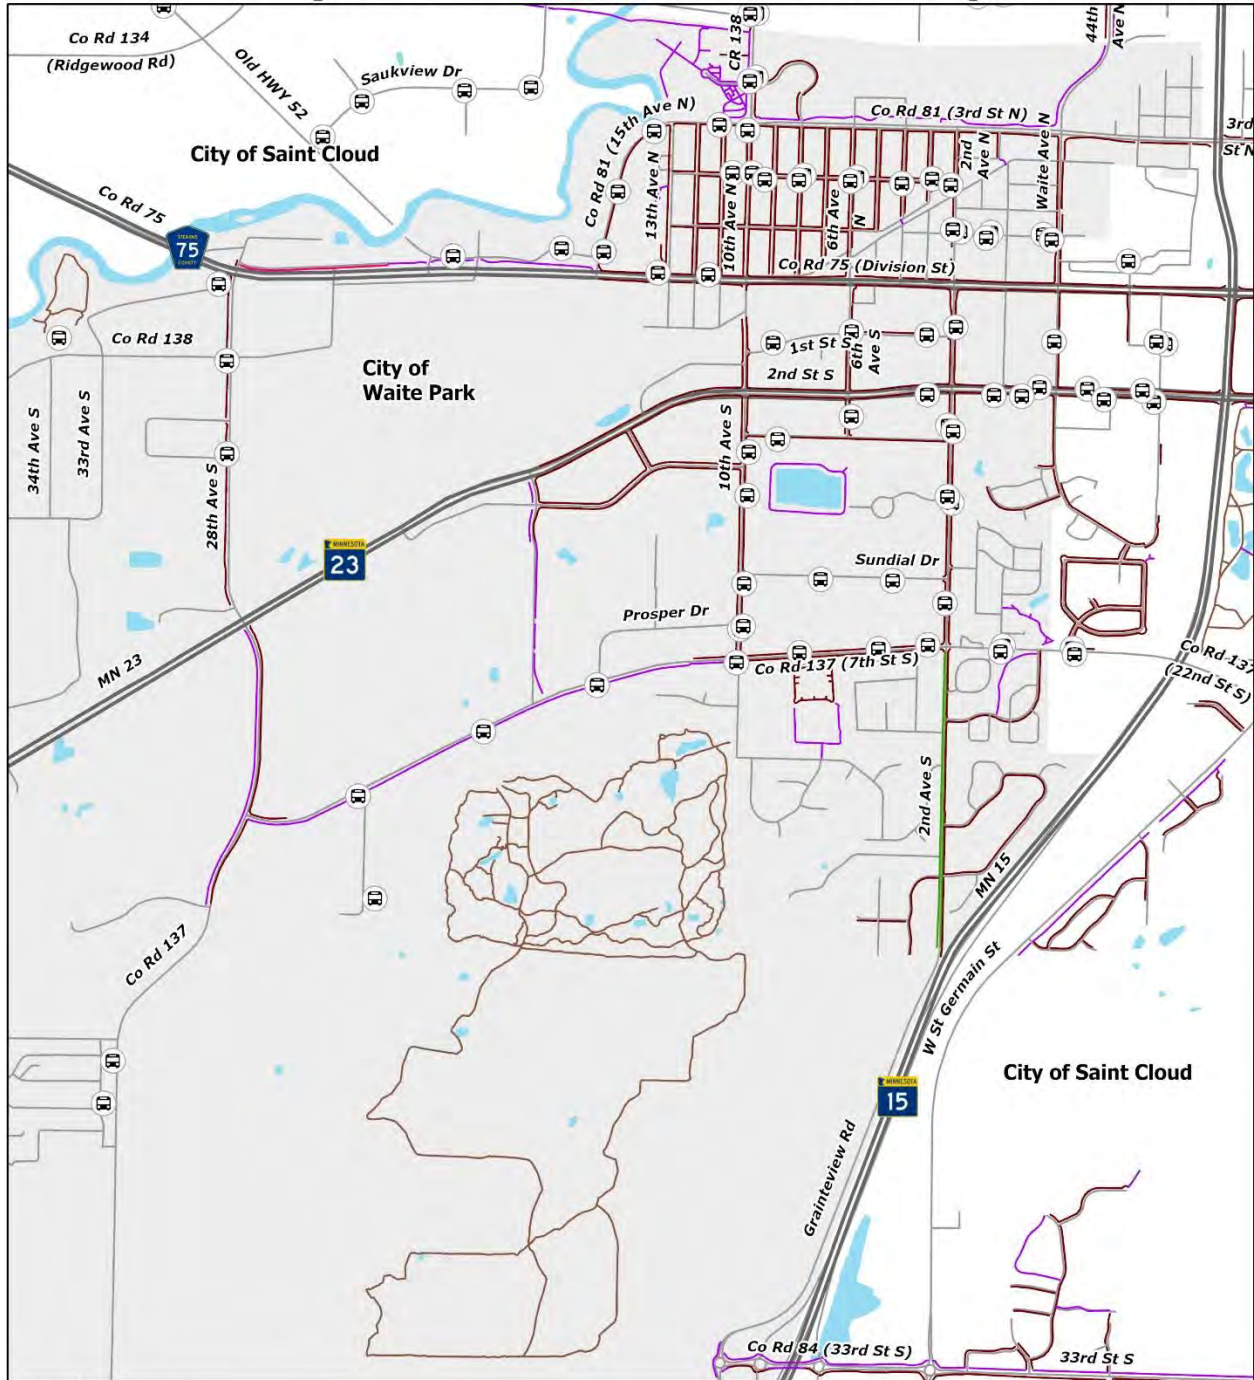 Co Rd 134
(Ridgewood Rd)
Old HWY 52
Saukview Dr
CR 138
44th
Ave N
Co Rd 81 (3rd St N)
3rd
St N
City of Saint Cloud
Co Rd 81 (15th Ave N)
13th Ave N
10th Ave N
6th Ave
N
2nd
Ave N
Waite Ave N
Co Rd 75
STEARNS
75
COUNTY
Co Rd 75 (Division St)
Co Rd 138
City of
Waite Park
1st St S
6th
Ave S
2nd St S
34th Ave S
33rd Ave S
28th Ave S
10th Ave S
MINNESOTA
23
Sundial Dr
Prosper Dr
MN 23
Co Rd 137 (7th St S)
Co Rd 137
(22nd St S)
2nd Ave S
MN 15
Co Rd 137
W St Germain St
City of Saint Cloud
MINNESOTA
15
Grainteview Rd
Co Rd 84 (33rd St S)
33rd St S